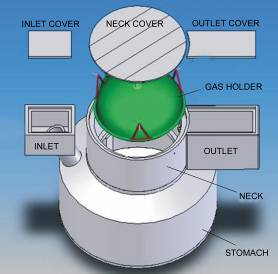 INLET COVER
NECK COVER
OUTLET COVER
GAS HOLDER
INLET
OUTLET
NECK
STOMACH